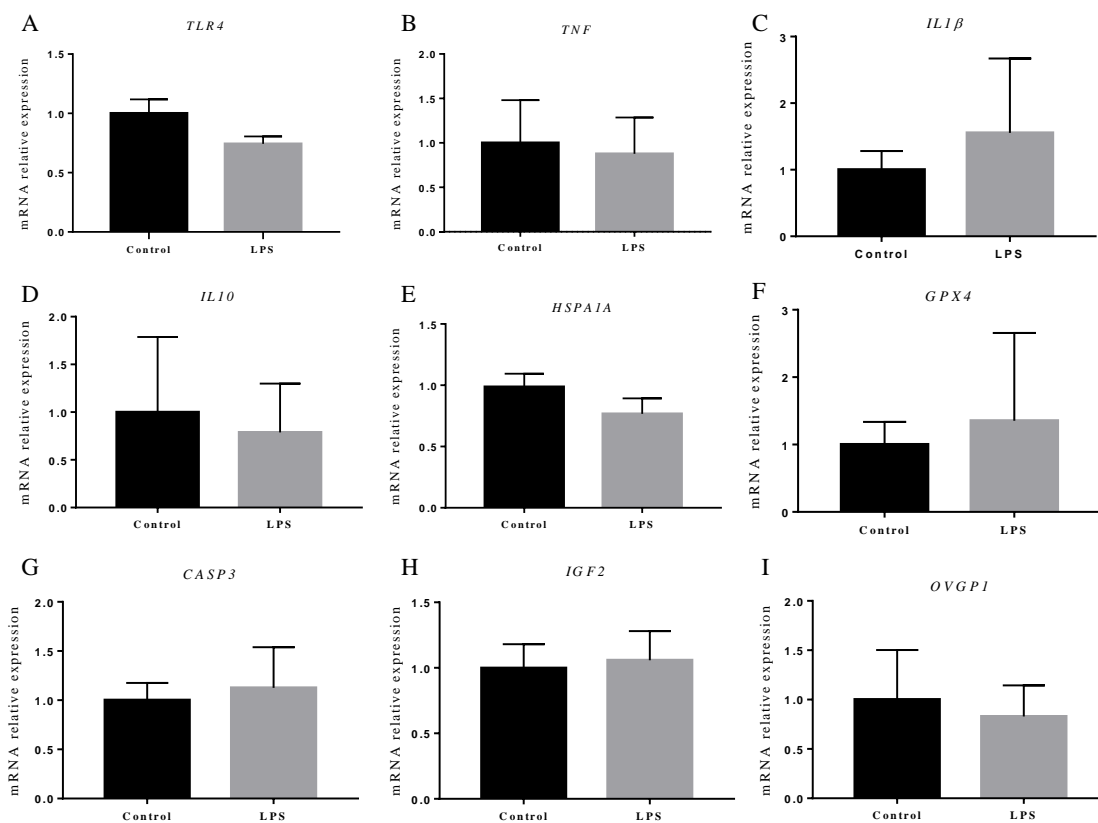 A
TLR4
mRNA relative expression
1.5
1.0
0.5
0.0
Control LPS
B
TNF
mRNA relative expression
2.0
1.5
1.0
0.5
0.0
Control LPS
C
IL1β
mRNA relative expression
3
2
1
0
Control LPS
D
IL10
mRNA relative expression
2.0
1.5
1.0
0.5
0.0
Control LPS
E
HSPA1A
mRNA relative expression
1.5
1.0
0.5
0.0
Control LPS
F
GPX4
mRNA relative expression
3
2
1
0
Control LPS
G
CASP3
mRNA relative expression
2.0
1.5
1.0
0.5
0.0
Control LPS
H
IGF2
mRNA relative expression
1.5
1.0
0.5
0.0
Control LPS
I
OVGP1
mRNA relative expression
2.0
1.5
1.0
0.5
0.0
Control LPS